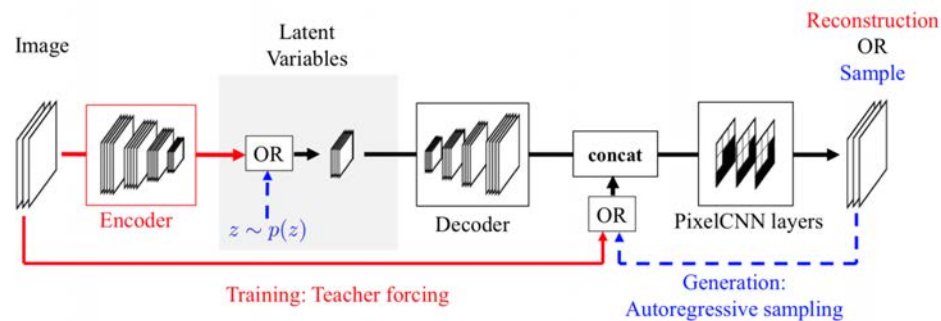 Image
Latent
Variables
Reconstruction
OR
Sample
OR
concat
Encoder
z ∼ p(z)
Decoder
OR
PixelCNN layers
Training: Teacher forcing
Generation:
Autoregressive sampling